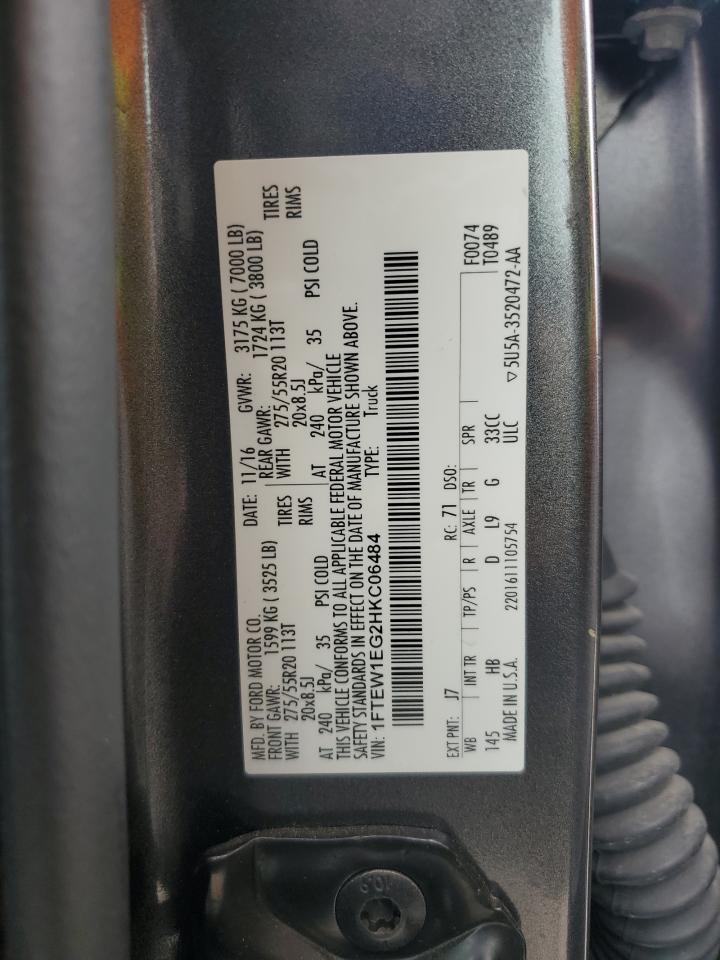 MFD. BY FORD MOTOR CO.
DATE: 11/16 GVWR: 3175 KG ( 7000 LB)
FRONT GAWR: 1599 KG ( 3525 LB) REAR GAWR: 1724 KG ( 3800 LB)
WITH 275/55R20 113T TIRES WITH 275/55R20 113T TIRES
20x8.5J RIMS 20x8.5J RIMS
AT 240 kPa/ 35 PSI COLD AT 240 kPa/ 35 PSI COLD
THIS VEHICLE CONFORMS TO ALL APPLICABLE FEDERAL MOTOR VEHICLE
SAFETY STANDARDS IN EFFECT ON THE DATE OF MANUFACTURE SHOWN ABOVE.
VIN: 1FTEW1EG2HKC06484 TYPE: Truck
EXT PNT: J7 RC: 71 DSO: F0074
WB INT TR TP/PS R AXLE TR SPR T0489
145 HB D L9 G 33CC
MADE IN U.S.A. 2201611105754 ULC ▽5U5A-3520472-AA
10.9